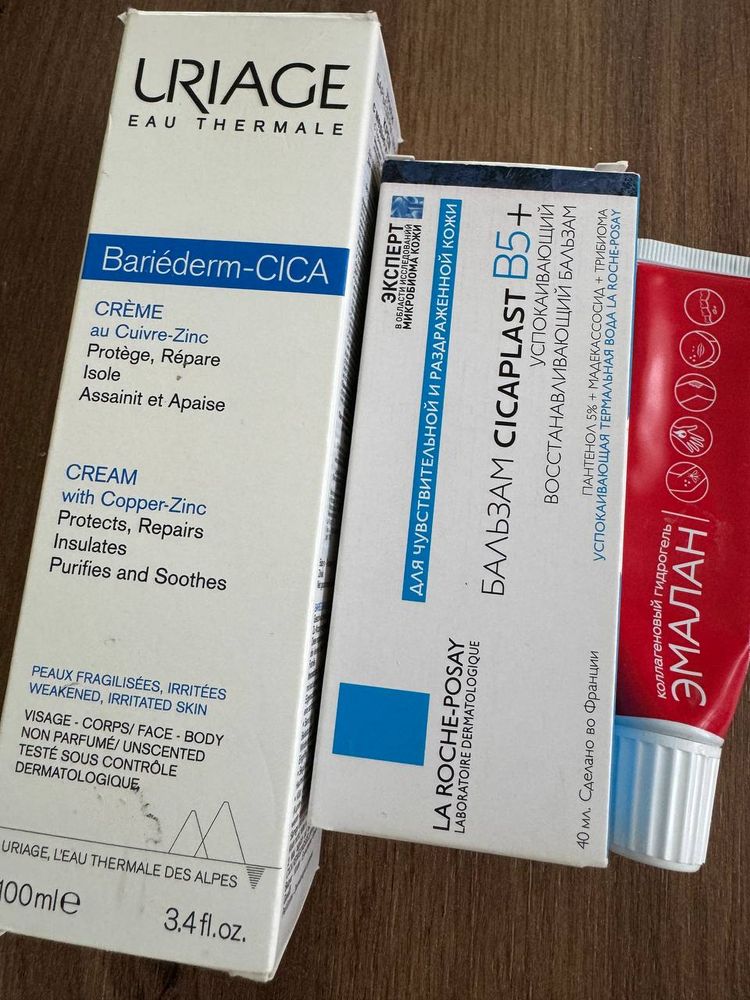 URIAGE
EAU THERMALE
Bariéderm-CICA
CRÈME
au Cuivre-Zinc
Protège, Répare
Isole
Assainit et Apaise
CREAM
with Copper-Zinc
Protects, Repairs
Insulates
Purifies and Soothes
PEAUX FRAGILISÉES, IRRITÉES
WEAKENED, IRRITATED SKIN
VISAGE - CORPS/ FACE - BODY
NON PARFUMÉ/ UNSCENTED
TESTÉ SOUS CONTRÔLE
DERMATOLOGIQUE
URIAGE, L'EAU THERMALE DES ALPES
100ml e
3.4 fl.oz.
ЭКСПЕРТ
В ОБЛАСТИ ИССЛЕДОВАНИЙ
МИКРОБИОМА КОЖИ
ДЛЯ ЧУВСТВИТЕЛЬНОЙ И РАЗДРАЖЕННОЙ КОЖИ
БАЛЬЗАМ CICAPLAST B5+
УСПОКАИВАЮЩИЙ
ВОССТАНАВЛИВАЮЩИЙ БАЛЬЗАМ
ПАНТЕНОЛ 5% + МАДЕКАССОСИД + ТРИБИОМА
УСПОКАИВАЮЩАЯ ТЕРМАЛЬНАЯ ВОДА LA ROCHE-POSAY
LA ROCHE-POSAY
LABORATOIRE DERMATOLOGIQUE
40 мл. Сделано во Франции
коллагеновый гидрогель
ЭМАЛАН